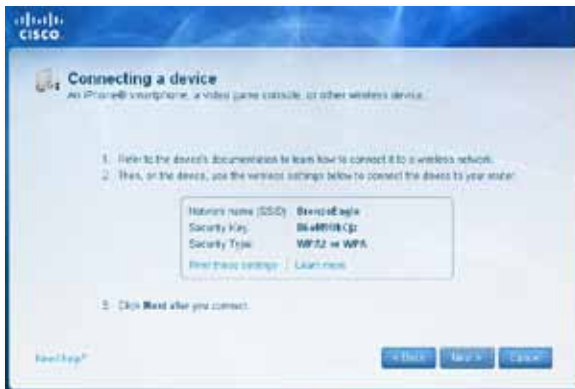 CISCO
Connecting a device
An iPhone® smartphone, a video game console, or other wireless device.
1. Refer to the device's documentation to learn how to connect it to a wireless network.
2. Then, on the device, use the wireless settings below to connect the device to your router.
Network name (SSID): BronzeEagle
Security Key:
Security Type: WPA2 or WPA
Print these settings | Learn more
3. Click Next after you connect.
Need help?
< Back Next > Cancel